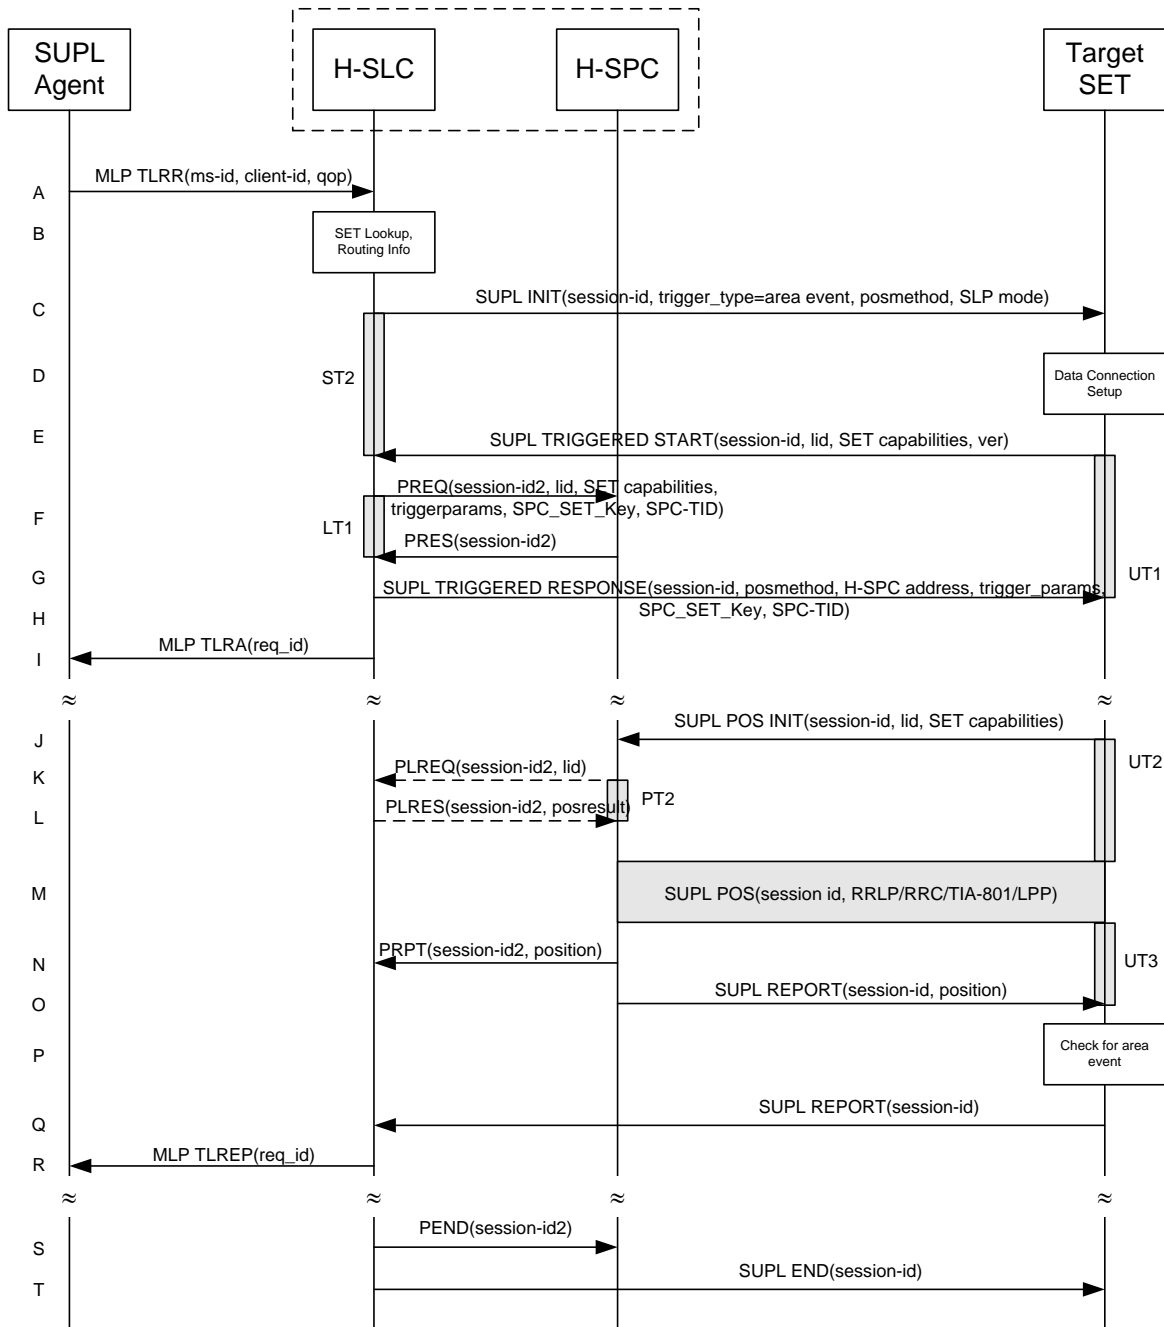 SUPL
Agent
H-SLC
H-SPC
Target
SET
A
MLP TLRR(ms-id, client-id, qop)
B
SET Lookup,
Routing Info
C
SUPL INIT(session-id, trigger_type=area event, posmethod, SLP mode)
D
ST2
Data Connection
Setup
E
SUPL TRIGGERED START(session-id, lid, SET capabilities, ver)
F
PREQ(session-id2, lid, SET capabilities,
triggerparams, SPC_SET_Key, SPC-TID)
LT1
PRES(session-id2)
G
UT1
SUPL TRIGGERED RESPONSE(session-id, posmethod, H-SPC address, trigger_params,
SPC_SET_Key, SPC-TID)
H
MLP TLRA(req_id)
I
≈ ≈ ≈ ≈
J
SUPL POS INIT(session-id, lid, SET capabilities)
UT2
K
PLREQ(session-id2, lid)
PT2
L
PLRES(session-id2, posresult)
M
SUPL POS(session id, RRLP/RRC/TIA-801/LPP)
N
PRPT(session-id2, position)
UT3
O
SUPL REPORT(session-id, position)
P
Check for area
event
Q
SUPL REPORT(session-id)
R
MLP TLREP(req_id)
≈ ≈ ≈ ≈
S
PEND(session-id2)
T
SUPL END(session-id)